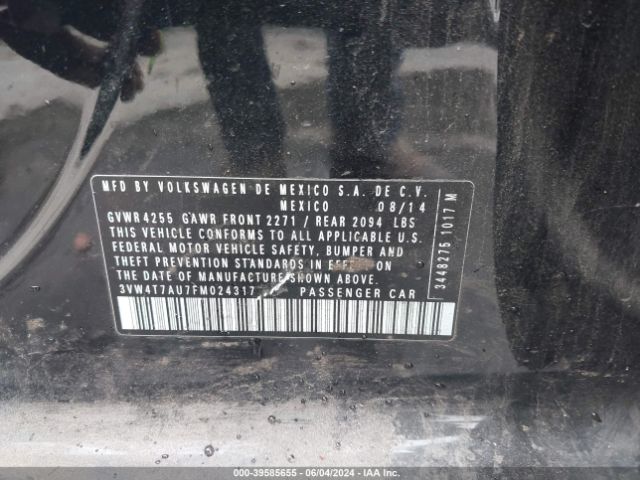 MFD BY VOLKSWAGEN DE MEXICO S.A. DE C.V.
MEXICO 08/14
GVWR 4255 GAWR FRONT 2271 / REAR 2094 LBS
THIS VEHICLE CONFORMS TO ALL APPLICABLE U.S.
FEDERAL MOTOR VEHICLE SAFETY, BUMPER AND
THEFT PREVENTION STANDARDS IN EFFECT ON
THE DATE OF MANUFACTURE SHOWN ABOVE.
3VW4T7AU7FM024317 PASSENGER CAR
3448275 1017 M
000-39585655 - 06/04/2024 - IAA Inc.